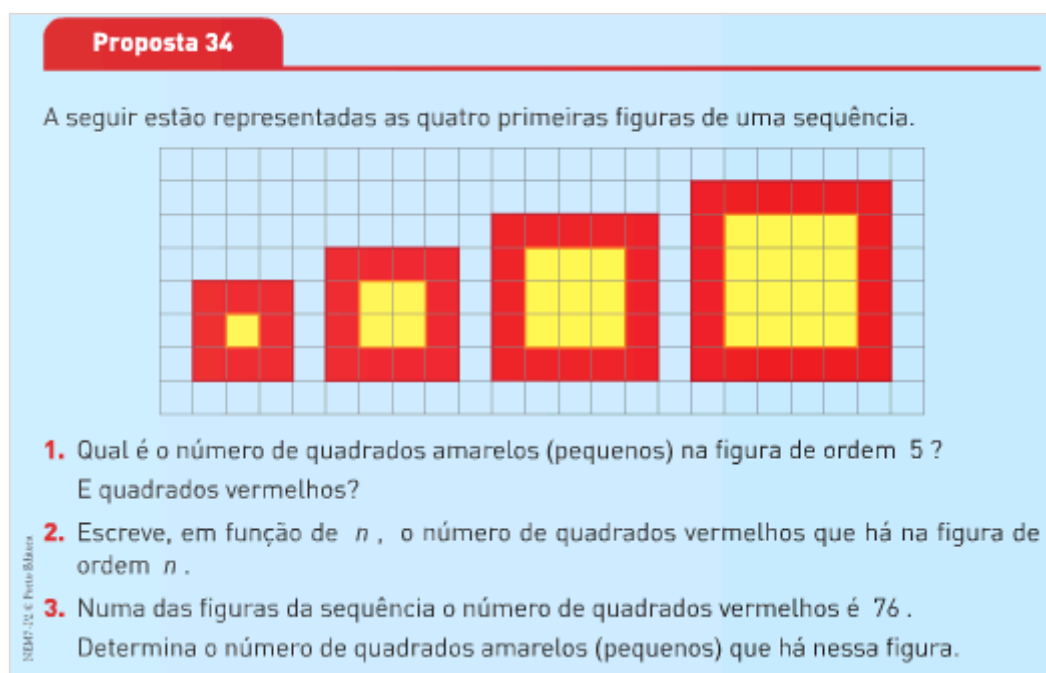 Proposta 34
A seguir estão representadas as quatro primeiras figuras de uma sequência.
1. Qual é o número de quadrados amarelos (pequenos) na figura de ordem 5 ?
E quadrados vermelhos?
2. Escreve, em função de n , o número de quadrados vermelhos que há na figura de
ordem n .
3. Numa das figuras da sequência o número de quadrados vermelhos é 76 .
Determina o número de quadrados amarelos (pequenos) que há nessa figura.
© Porto Editora